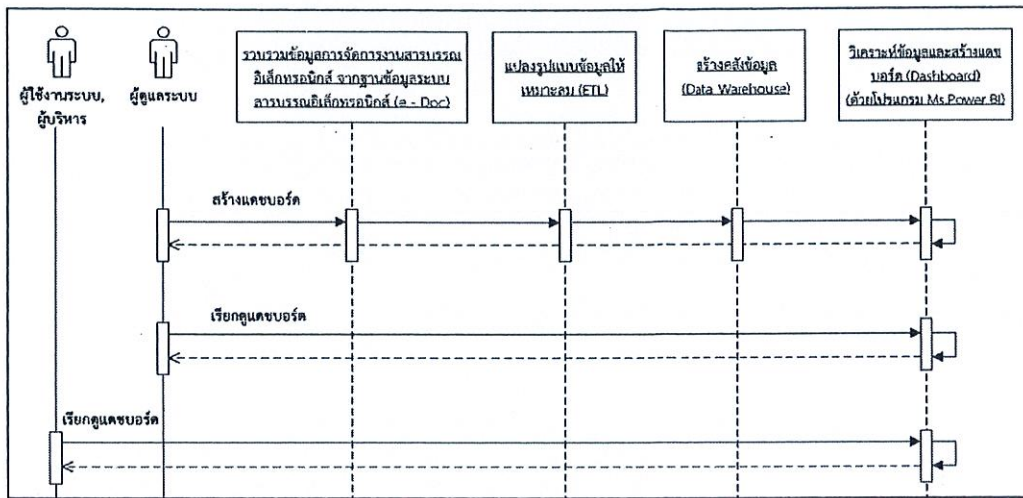 ผู้ใช้งานระบบ,
ผู้บริหาร
ผู้ดูแลระบบ
รวบรวมข้อมูลการจัดการงานสารบรรณ
อิเล็กทรอนิกส์ จากฐานข้อมูลระบบ
สารบรรณอิเล็กทรอนิกส์ (e - Doc)
แปลงรูปแบบข้อมูลให้
เหมาะสม (ETL)
สร้างคลังข้อมูล
(Data Warehouse)
วิเคราะห์ข้อมูลและสร้างแดช
บอร์ด (Dashboard)
(ด้วยโปรแกรม Ms.Power BI)
สร้างแดชบอร์ด
เรียกดูแดชบอร์ด
เรียกดูแดชบอร์ด